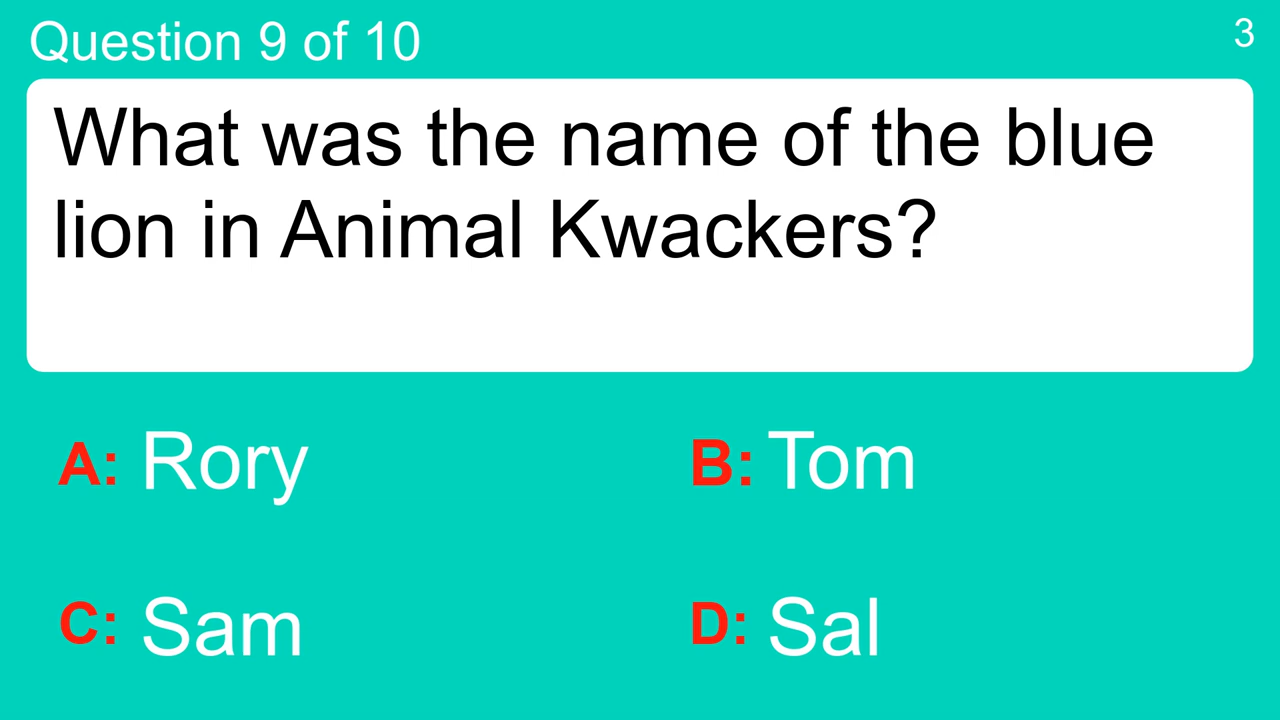 Question 9 of 10
3
What was the name of the blue
lion in Animal Kwackers?
A: Rory
B: Tom
C: Sam
D: Sal